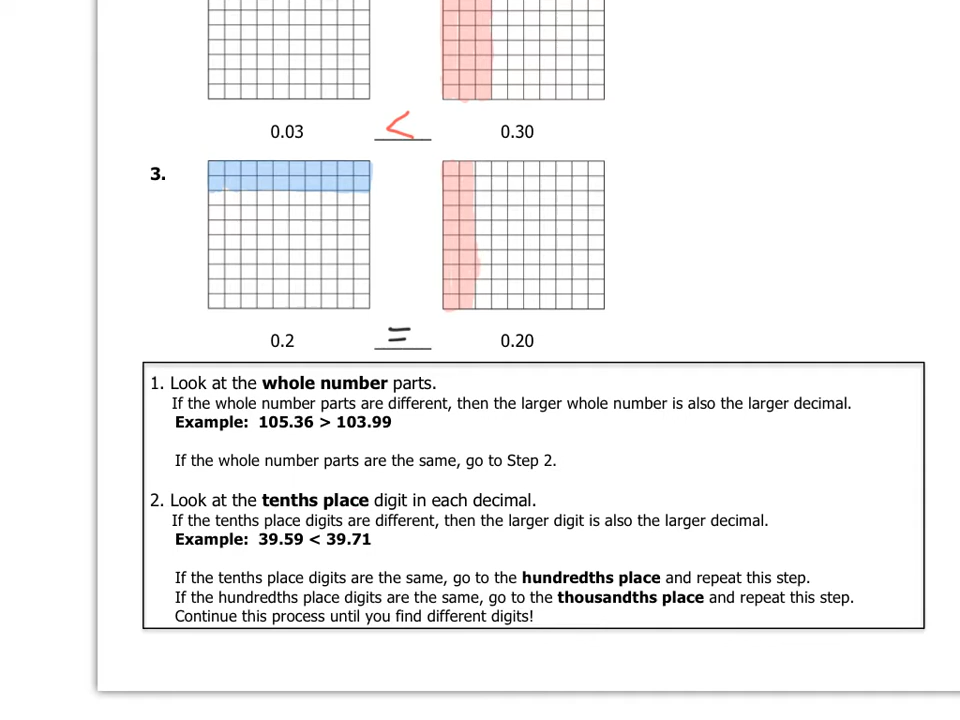 0.03 < 0.30
3.
0.2 = 0.20
1. Look at the whole number parts.
If the whole number parts are different, then the larger whole number is also the larger decimal.
Example: 105.36 > 103.99
If the whole number parts are the same, go to Step 2.
2. Look at the tenths place digit in each decimal.
If the tenths place digits are different, then the larger digit is also the larger decimal.
Example: 39.59 < 39.71
If the tenths place digits are the same, go to the hundredths place and repeat this step.
If the hundredths place digits are the same, go to the thousandths place and repeat this step.
Continue this process until you find different digits!